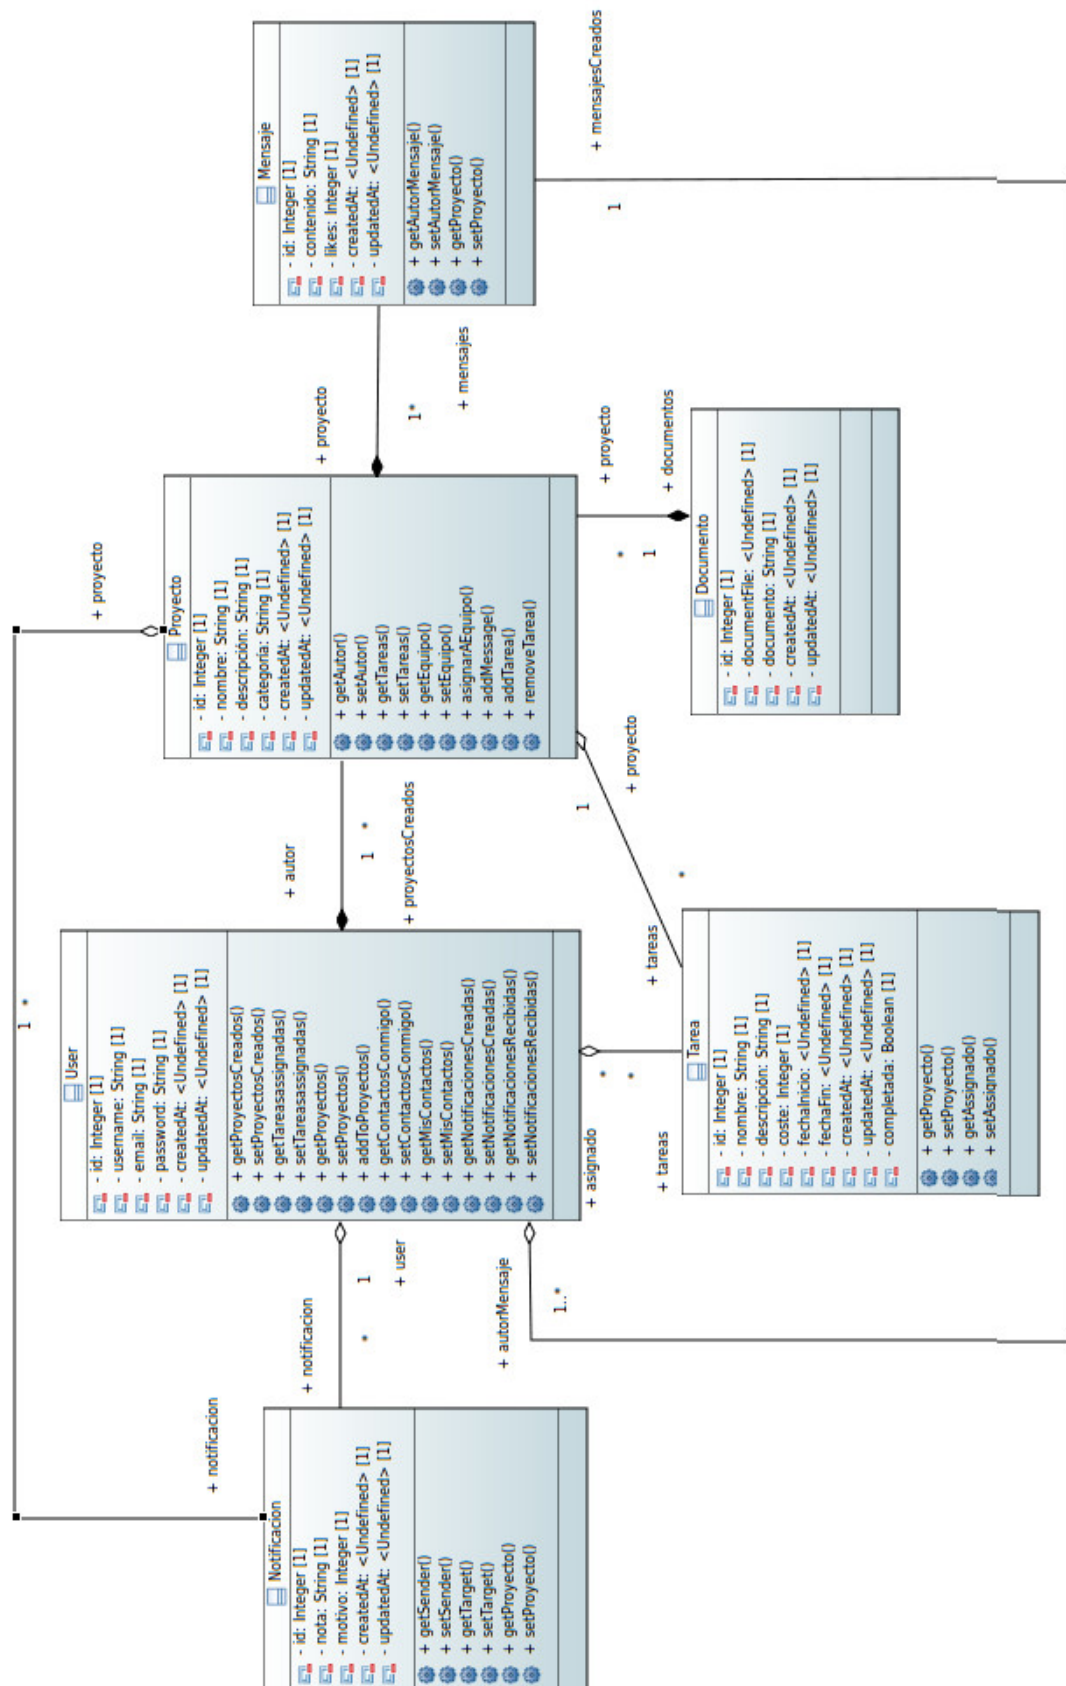 Notificacion
- id: Integer [1]
- nota: String [1]
- motivo: Integer [1]
- createdAt: <Undefined> [1]
- updatedAt: <Undefined> [1]
+ getSender()
+ setSender()
+ getTarget()
+ setTarget()
+ getProyecto()
+ setProyecto()
+ notificacion
1 *
+ proyecto
+ notificacion
*
1
+ user
User
- id: Integer [1]
- username: String [1]
- email: String [1]
- password: String [1]
- createdAt: <Undefined> [1]
- updatedAt: <Undefined> [1]
+ getProyectosCreados()
+ setProyectosCreados()
+ getTareasassignadas()
+ setTareasassignadas()
+ getProyectos()
+ setProyectos()
+ addToProyectos()
+ getContactosConmigo()
+ setContactosConmigo()
+ getMisContactos()
+ setMisContactos()
+ getNotificacionesCreadas()
+ setNotificacionesCreadas()
+ getNotificacionesRecibidas()
+ setNotificacionesRecibidas()
+ autorMensaje
1..*
+ asignado
*
*
+ tareas
+ autor
1 *
+ proyectosCreados
Proyecto
- id: Integer [1]
- nombre: String [1]
- descripción: String [1]
- categoría: String [1]
- createdAt: <Undefined> [1]
- updatedAt: <Undefined> [1]
+ getAutor()
+ setAutor()
+ getTareas()
+ setTareas()
+ getEquipo()
+ setEquipo()
+ asignarAEquipo()
+ addMessage()
+ addTarea()
+ removeTarea()
1
+ proyecto
*
+ tareas
Tarea
- id: Integer [1]
- nombre: String [1]
- descripción: String [1]
- coste: Integer [1]
- fechaInicio: <Undefined> [1]
- fechaFin: <Undefined> [1]
- createdAt: <Undefined> [1]
- updatedAt: <Undefined> [1]
- completada: Boolean [1]
+ getProyecto()
+ setProyecto()
+ getAssignado()
+ setAssignado()
+ proyecto
1*
+ mensajes
+ proyecto
*
1
+ documentos
Documento
- id: Integer [1]
- documentFile: <Undefined> [1]
- documento: String [1]
- createdAt: <Undefined> [1]
- updatedAt: <Undefined> [1]
Mensaje
- id: Integer [1]
- contenido: String [1]
- likes: Integer [1]
- createdAt: <Undefined> [1]
- updatedAt: <Undefined> [1]
+ getAutorMensaje()
+ setAutorMensaje()
+ getProyecto()
+ setProyecto()
+ mensajesCreados
1